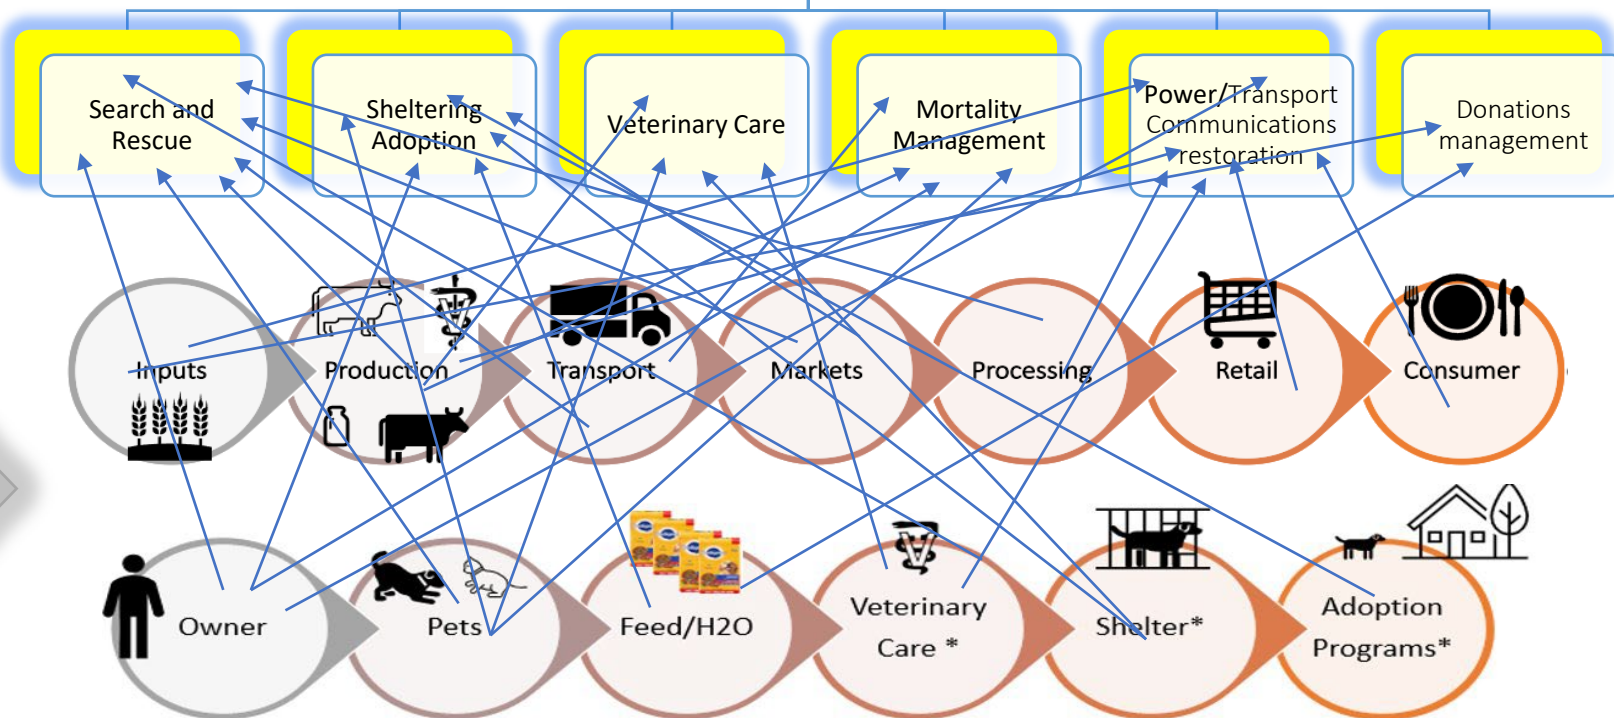 Search and
Rescue
Sheltering
Adoption
Veterinary Care
Mortality
Management
Power/Transport
Communications
restoration
Donations
management
Inputs
Production
Transport
Markets
Processing
Retail
Consumer
Owner
Pets
Feed/H2O
Veterinary
Care *
Shelter*
Adoption
Programs*